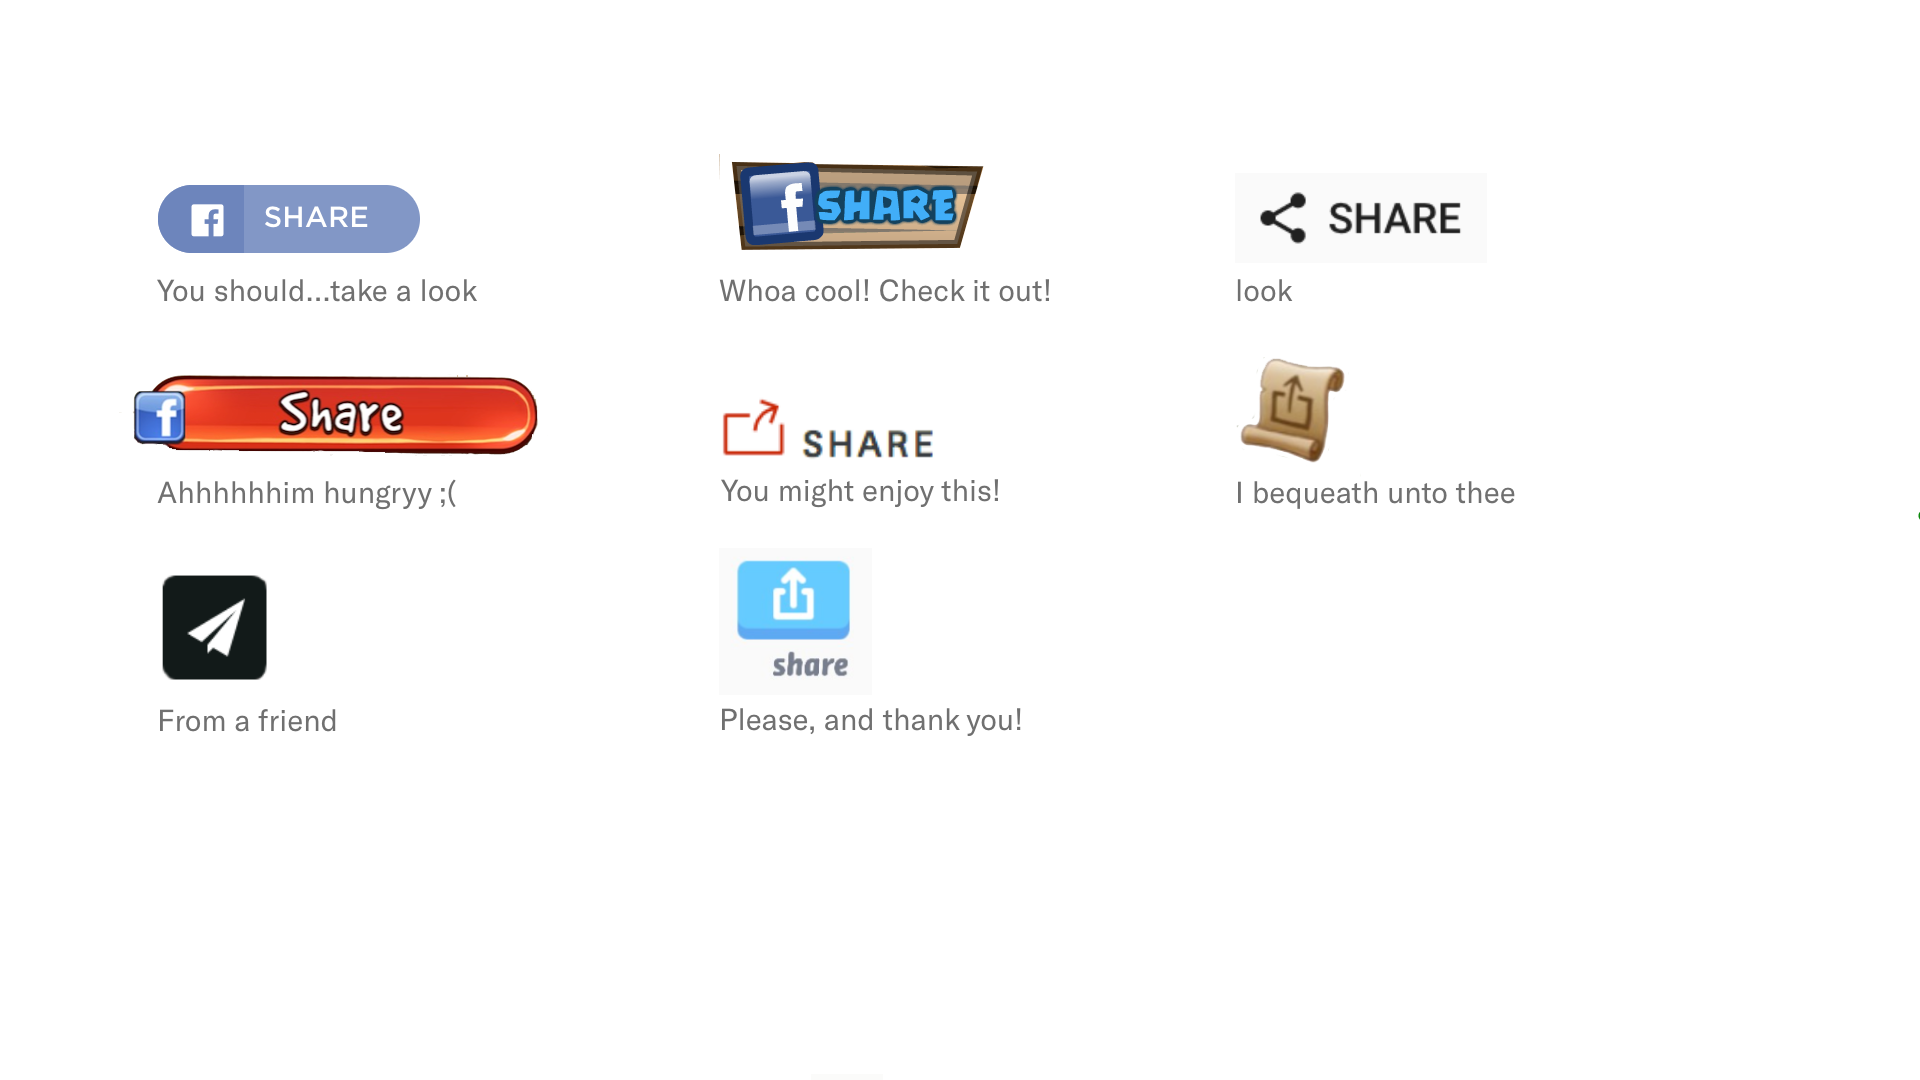 SHARE
You should...take a look
f SHARE
Whoa cool! Check it out!
SHARE
look
f Share
Ahhhhhhim hungryy ;(
SHARE
You might enjoy this!
I bequeath unto thee
From a friend
share
Please, and thank you!